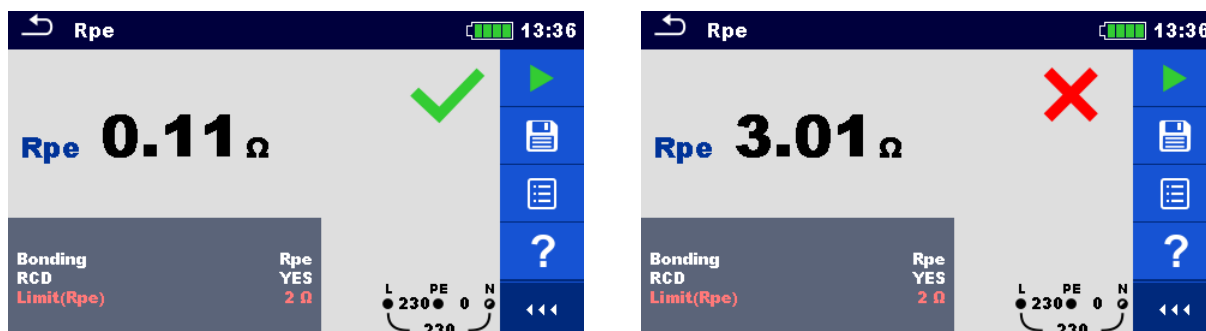 Rpe 13:36
Rpe 0.11 Ω
Bonding Rpe
RCD YES
Limit(Rpe) 2 Ω
?
L PE N
230 0
230
Rpe 13:36
Rpe 3.01 Ω
Bonding Rpe
RCD YES
Limit(Rpe) 2 Ω
?
L PE N
230 0
230